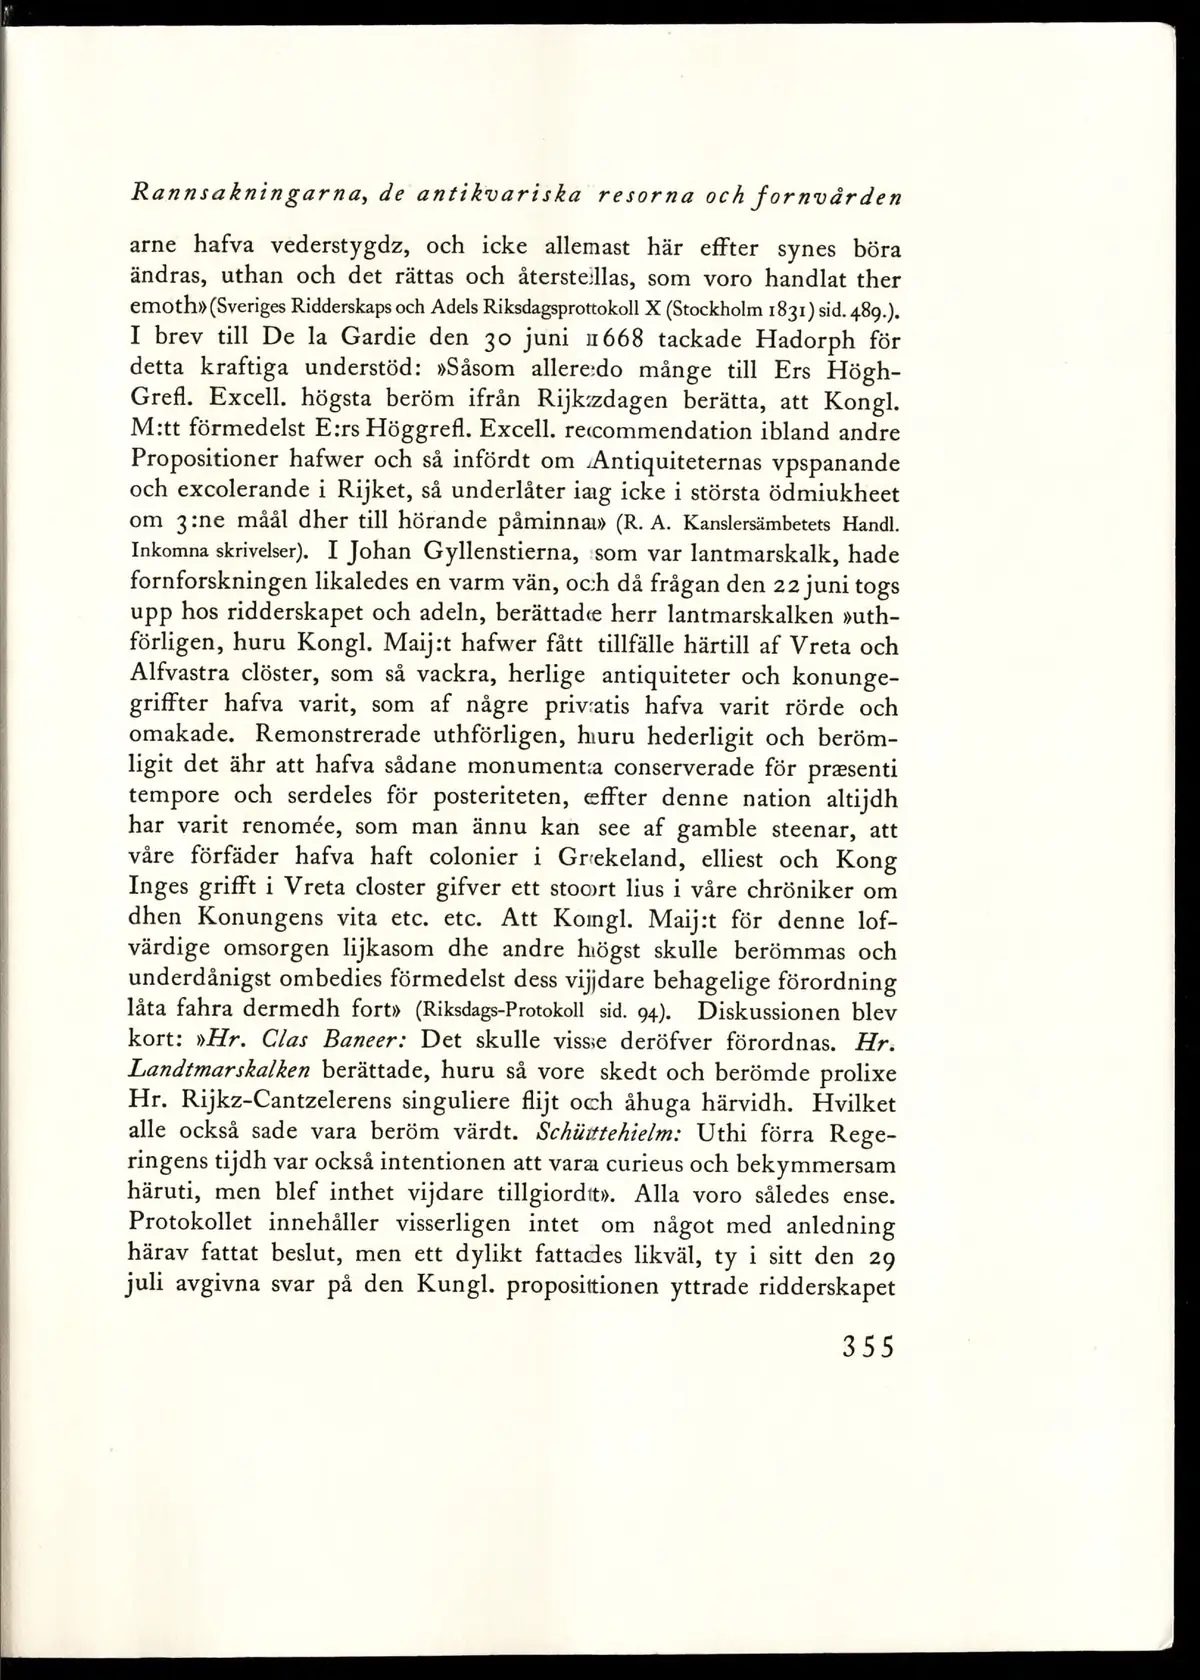 Rannsakningarna, de antikvariska resorna och fornvården
arne hafva vederstygdz, och icke allemast här effter synes böra
ändras, uthan och det rättas och återstellas, som voro handlat ther
emoth» (Sveriges Ridderskaps och Adels Riksdagsprottokoll X (Stockholm 1831) sid. 489.).
I brev till De la Gardie den 30 juni 1668 tackade Hadorph för
detta kraftiga understöd: »Såsom alleredo månge till Ers Högh-
Grefl. Excell. högsta beröm ifrån Rijkzdagen berätta, att Kongl.
M:tt förmedelst E:rs Höggrefl. Excell. recommendation ibland andre
Propositioner hafwer och så infördt om Antiquiteternas vpspanande
och excolerande i Rijket, så underlåter iag icke i största ödmiukheet
om 3:ne måål dher till hörande påminna» (R. A. Kanslersämbetets Handl.
Inkomna skrivelser). I Johan Gyllenstierna, som var lantmarskalk, hade
fornforskningen likaledes en varm vän, och då frågan den 22 juni togs
upp hos ridderskapet och adeln, berättade herr lantmarskalken »uth-
förligen, huru Kongl. Maij:t hafwer fått tillfälle härtill af Vreta och
Alfvastra clöster, som så vackra, herlige antiquiteter och konunge-
griffter hafva varit, som af någre privatis hafva varit rörde och
omakade. Remonstrerade uthförligen, huru hederligit och beröm-
ligit det ähr att hafva sådane monumenta conserverade för præsenti
tempore och serdeles för posteriteten, effter denne nation altijdh
har varit renomée, som man ännu kan see af gamble steenar, att
våre förfäder hafva haft colonier i Grekeland, elliest och Kong
Inges grifft i Vreta closter gifver ett stoort lius i våre chröniker om
dhen Konungens vita etc. etc. Att Kongl. Maij:t för denne lof-
värdige omsorgen lijkasom dhe andre högst skulle berömmas och
underdånigst ombedies förmedelst dess vijdare behagelige förordning
låta fahra dermedh fort» (Riksdags-Protokoll sid. 94). Diskussionen blev
kort: »Hr. Clas Baneer: Det skulle visse deröfver förordnas. Hr.
Landtmarskalken berättade, huru så vore skedt och berömde prolixe
Hr. Rijkz-Cantzelerens singuliere flijt och åhuga härvidh. Hvilket
alle också sade vara beröm värdt. Schüttehielm: Uthi förra Rege-
ringens tijdh var också intentionen att vara curieus och bekymmersam
häruti, men blef inthet vijdare tillgiordt». Alla voro således ense.
Protokollet innehåller visserligen intet om något med anledning
härav fattat beslut, men ett dylikt fattades likväl, ty i sitt den 29
juli avgivna svar på den Kungl. propositionen yttrade ridderskapet
355